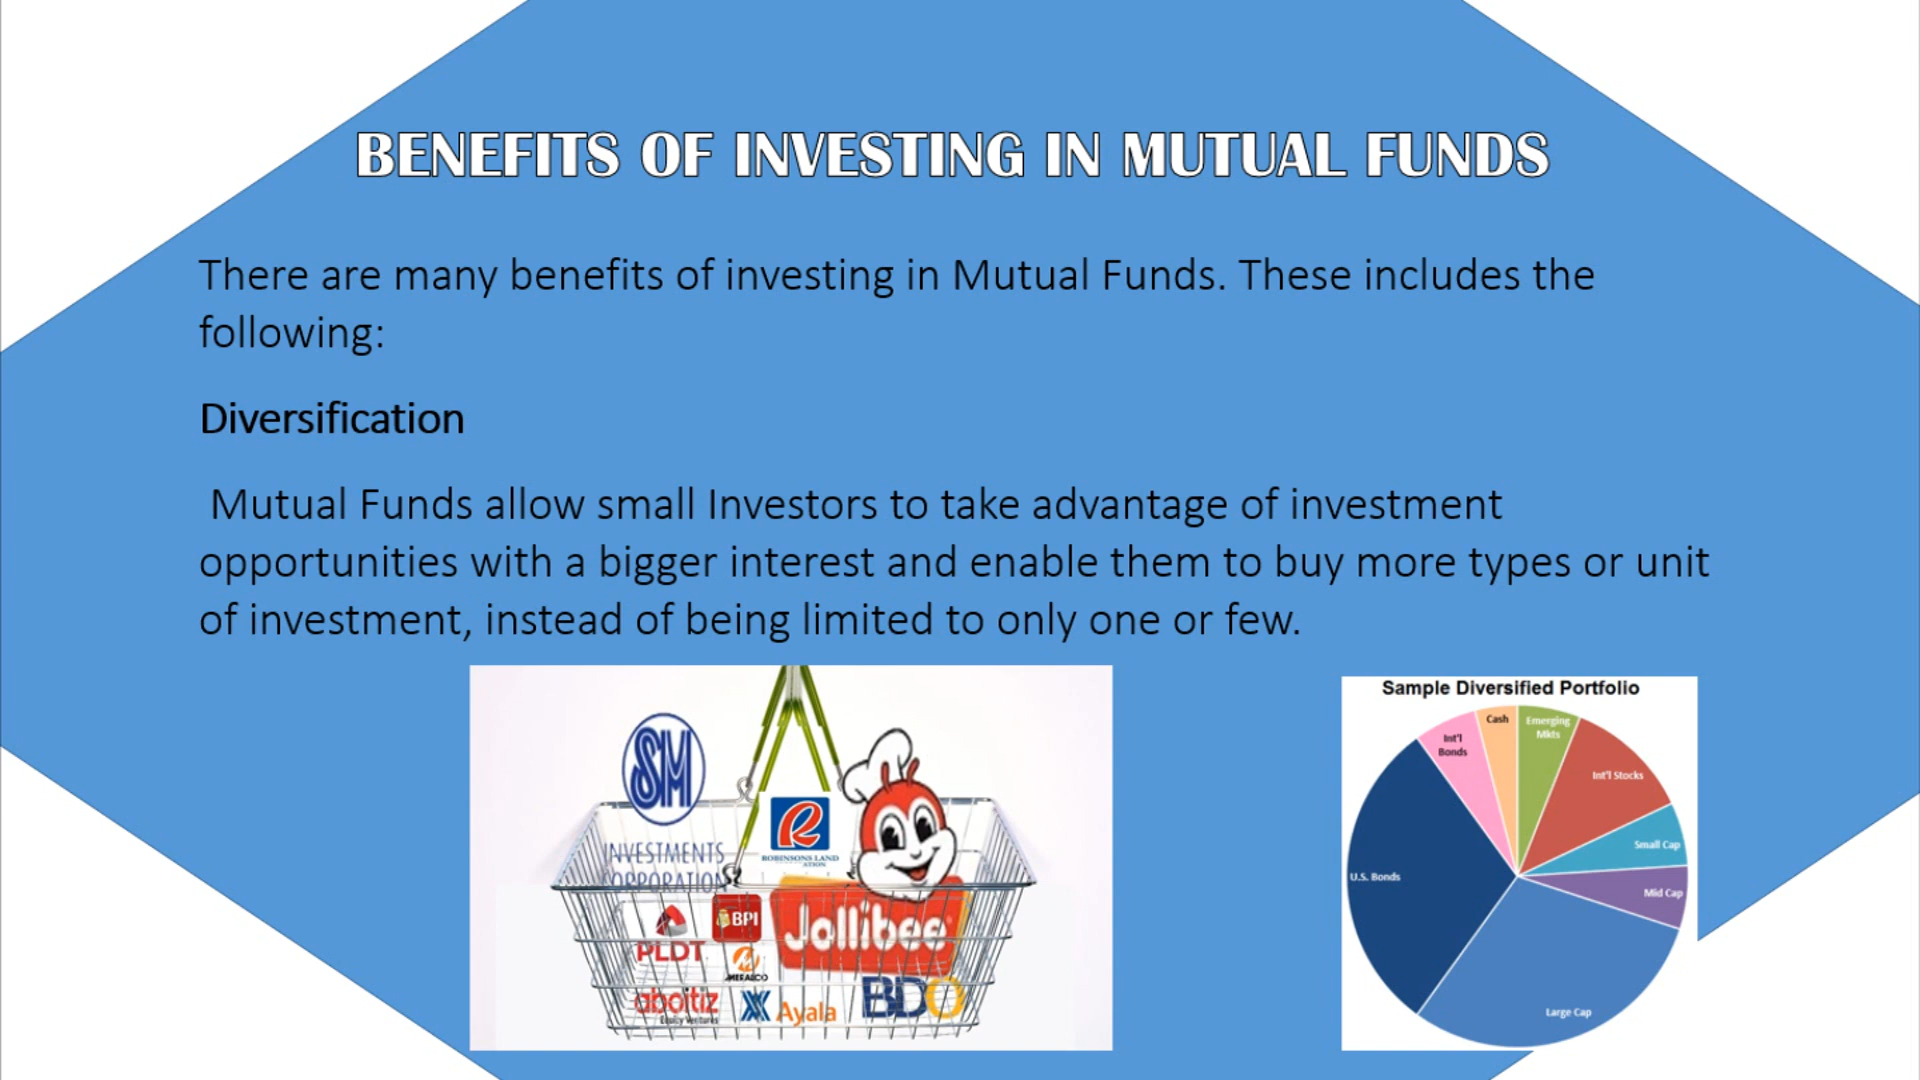 BENEFITS OF INVESTING IN MUTUAL FUNDS
There are many benefits of investing in Mutual Funds. These includes the
following:
Diversification
Mutual Funds allow small Investors to take advantage of investment
opportunities with a bigger interest and enable them to buy more types or unit
of investment, instead of being limited to only one or few.
SM
INVESTMENTS
CORPORATION
R
ROBINSONS LAND
ATION
PLDT
BPI
MERALCO
Jollibee
aboitiz
Equity Ventures
Ayala
BDO
Sample Diversified Portfolio
Cash
Emerging
Mkts
Int'l
Bonds
Int'l Stocks
Small Cap
U.S. Bonds
Mid Cap
Large Cap